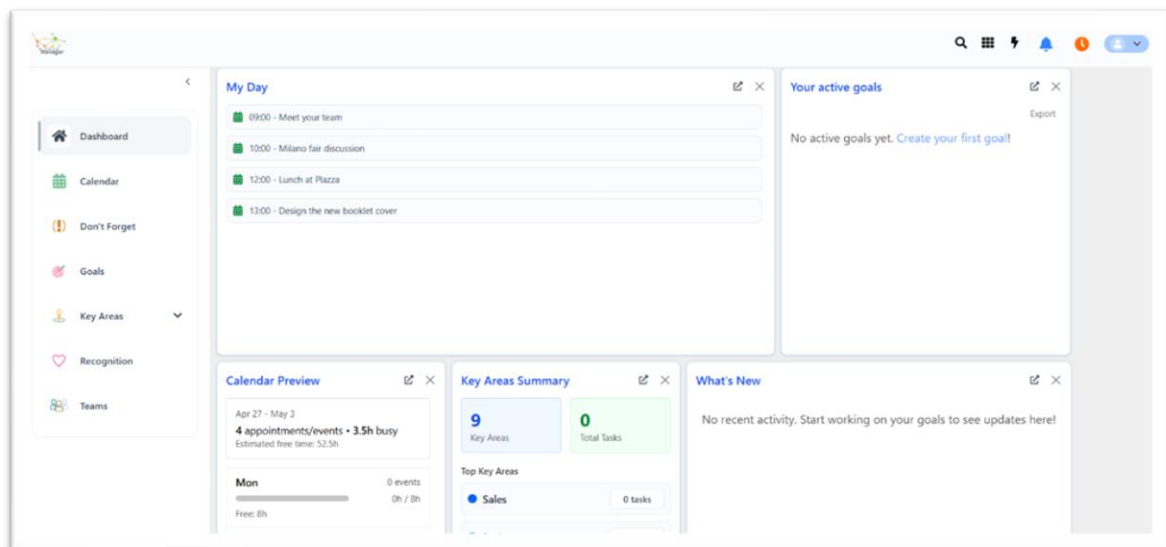 Manager
Dashboard
Calendar
Don't Forget
Goals
Key Areas
Recognition
Teams
My Day
09:00 - Meet your team
10:00 - Milano fair discussion
12:00 - Lunch at Plazza
13:00 - Design the new booklet cover
Your active goals
Export
No active goals yet. Create your first goal!
Calendar Preview
Apr 27 - May 3
4 appointments/events • 3.5h busy
Estimated free time: 52.5h
Mon
0 events
0h / 8h
Free: 8h
Key Areas Summary
9
Key Areas
0
Total Tasks
Top Key Areas
Sales
0 tasks
What's New
No recent activity. Start working on your goals to see updates here!